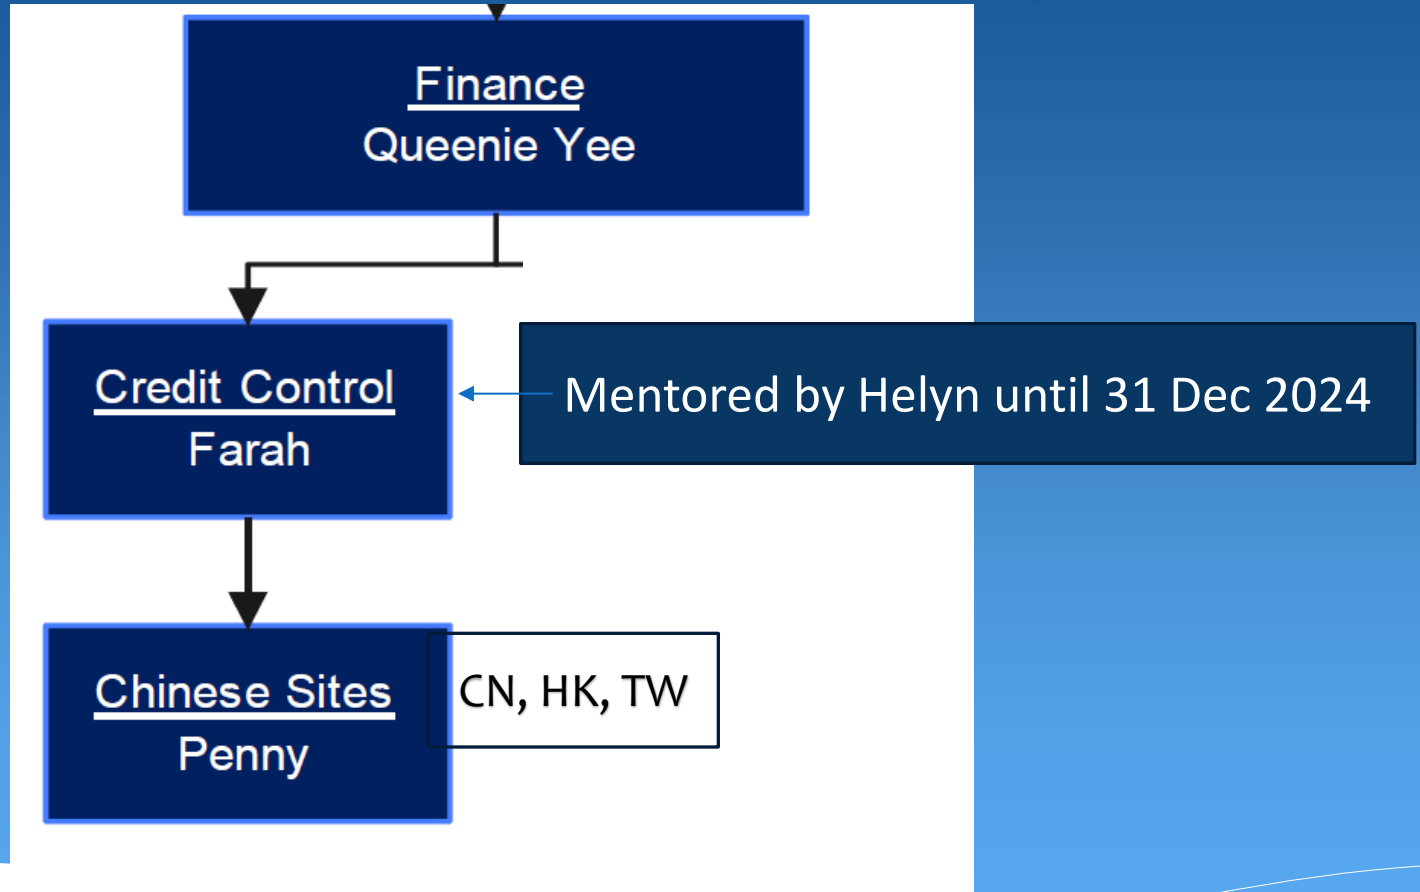 Finance
Queenie Yee
Credit Control
Farah
Mentored by Helyn until 31 Dec 2024
Chinese Sites
Penny
CN, HK, TW